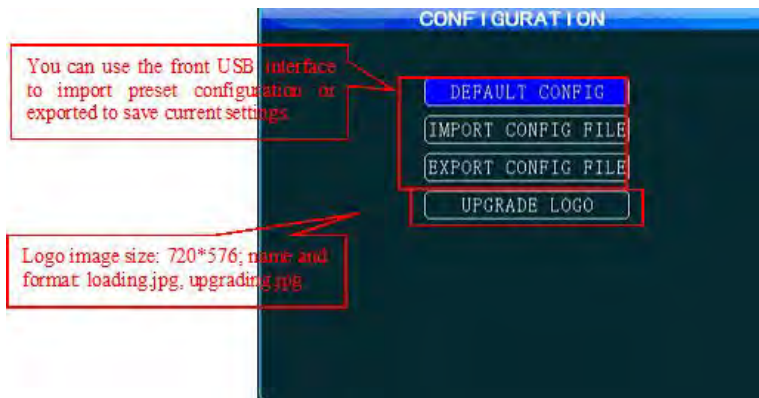 CONFIGURATION
You can use the front USB interface
to import preset configuration or
exported to save current settings.
DEFAULT CONFIG
IMPORT CONFIG FILE
EXPORT CONFIG FILE
UPGRADE LOGO
Logo image size: 720*576; name and
format: loading.jpg, upgrading.jpg